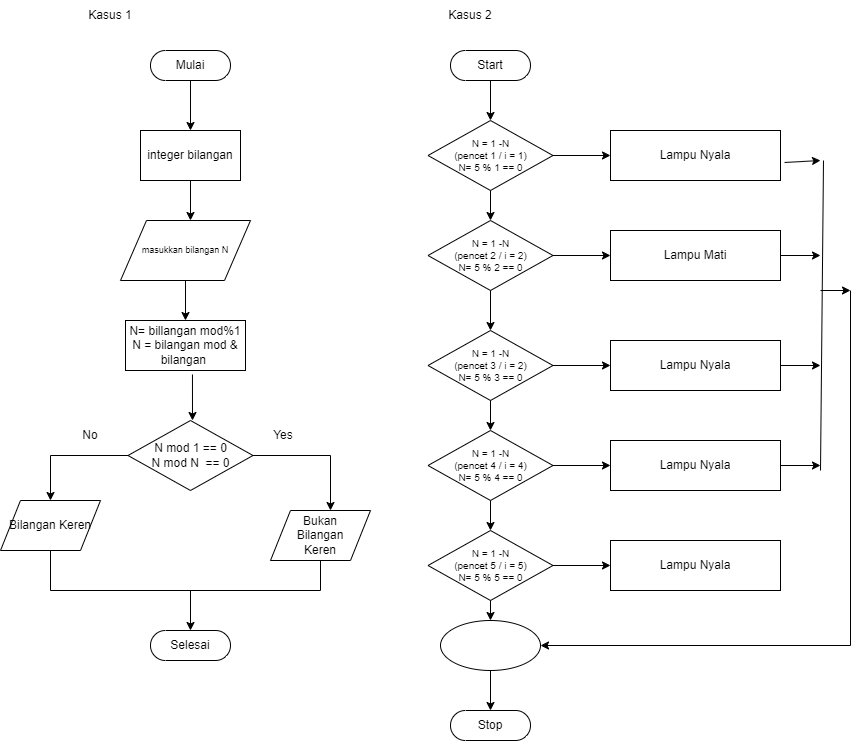 Kasus 1
Mulai
integer bilangan
masukkan bilangan N
N= billangan mod%1
N = bilangan mod &
bilangan
N mod 1 == 0
N mod N == 0
No
Yes
Bilangan Keren
Bukan
Bilangan
Keren
Selesai
Kasus 2
Start
N = 1 -N
(pencet 1 / i = 1)
N= 5 % 1 == 0
Lampu Nyala
N = 1 -N
(pencet 2 / i = 2)
N= 5 % 2 == 0
Lampu Mati
N = 1 -N
(pencet 3 / i = 2)
N= 5 % 3 == 0
Lampu Nyala
N = 1 -N
(pencet 4 / i = 4)
N= 5 % 4 == 0
Lampu Nyala
N = 1 -N
(pencet 5 / i = 5)
N= 5 % 5 == 0
Lampu Nyala
Stop